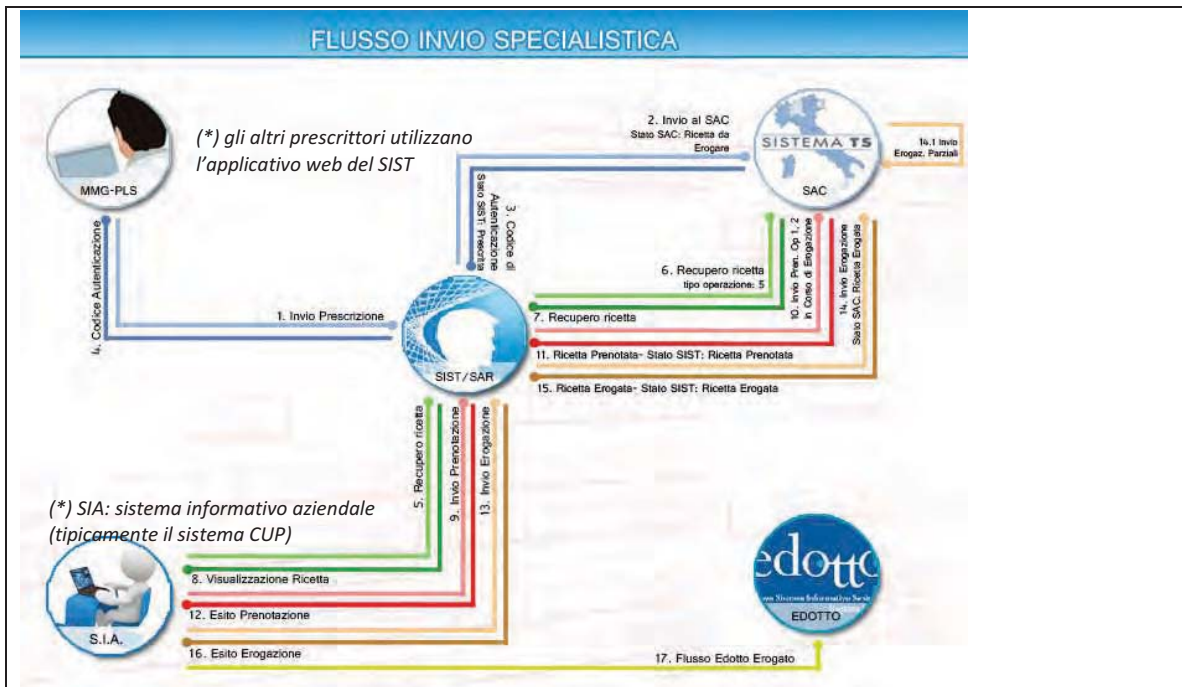 FLUSSO INVIO SPECIALISTICA
(*) gli altri prescrittori utilizzano
l’applicativo web del SIST
MMG-PLS
2. Invio al SAC
Stato SAC: Ricetta da
Erogare
SISTEMA TS
SAC
14.1 Invio
Erogaz. Parziali
4. Codice Autenticazione
1. Invio Prescrizione
3. Codice di
Autenticazione
Stato SIST: Prescritta
6. Recupero ricetta
tipo operazione: 5
7. Recupero ricetta
10. Invio Pren. Op 1, 2
in Corso di Erogazione
14. Invio Erogazione
Stato SAC: Ricetta Erogata
11. Ricetta Prenotata- Stato SIST: Ricetta Prenotata
15. Ricetta Erogata- Stato SIST: Ricetta Erogata
SIST/SAR
5. Recupero ricetta
9. Invio Prenotazione
13. Invio Erogazione
(*) SIA: sistema informativo aziendale
(tipicamente il sistema CUP)
8. Visualizzazione Ricetta
12. Esito Prenotazione
S.I.A.
16. Esito Erogazione
edotto
Sistema Informativo
EDOTTO
17. Flusso Edotto Erogato